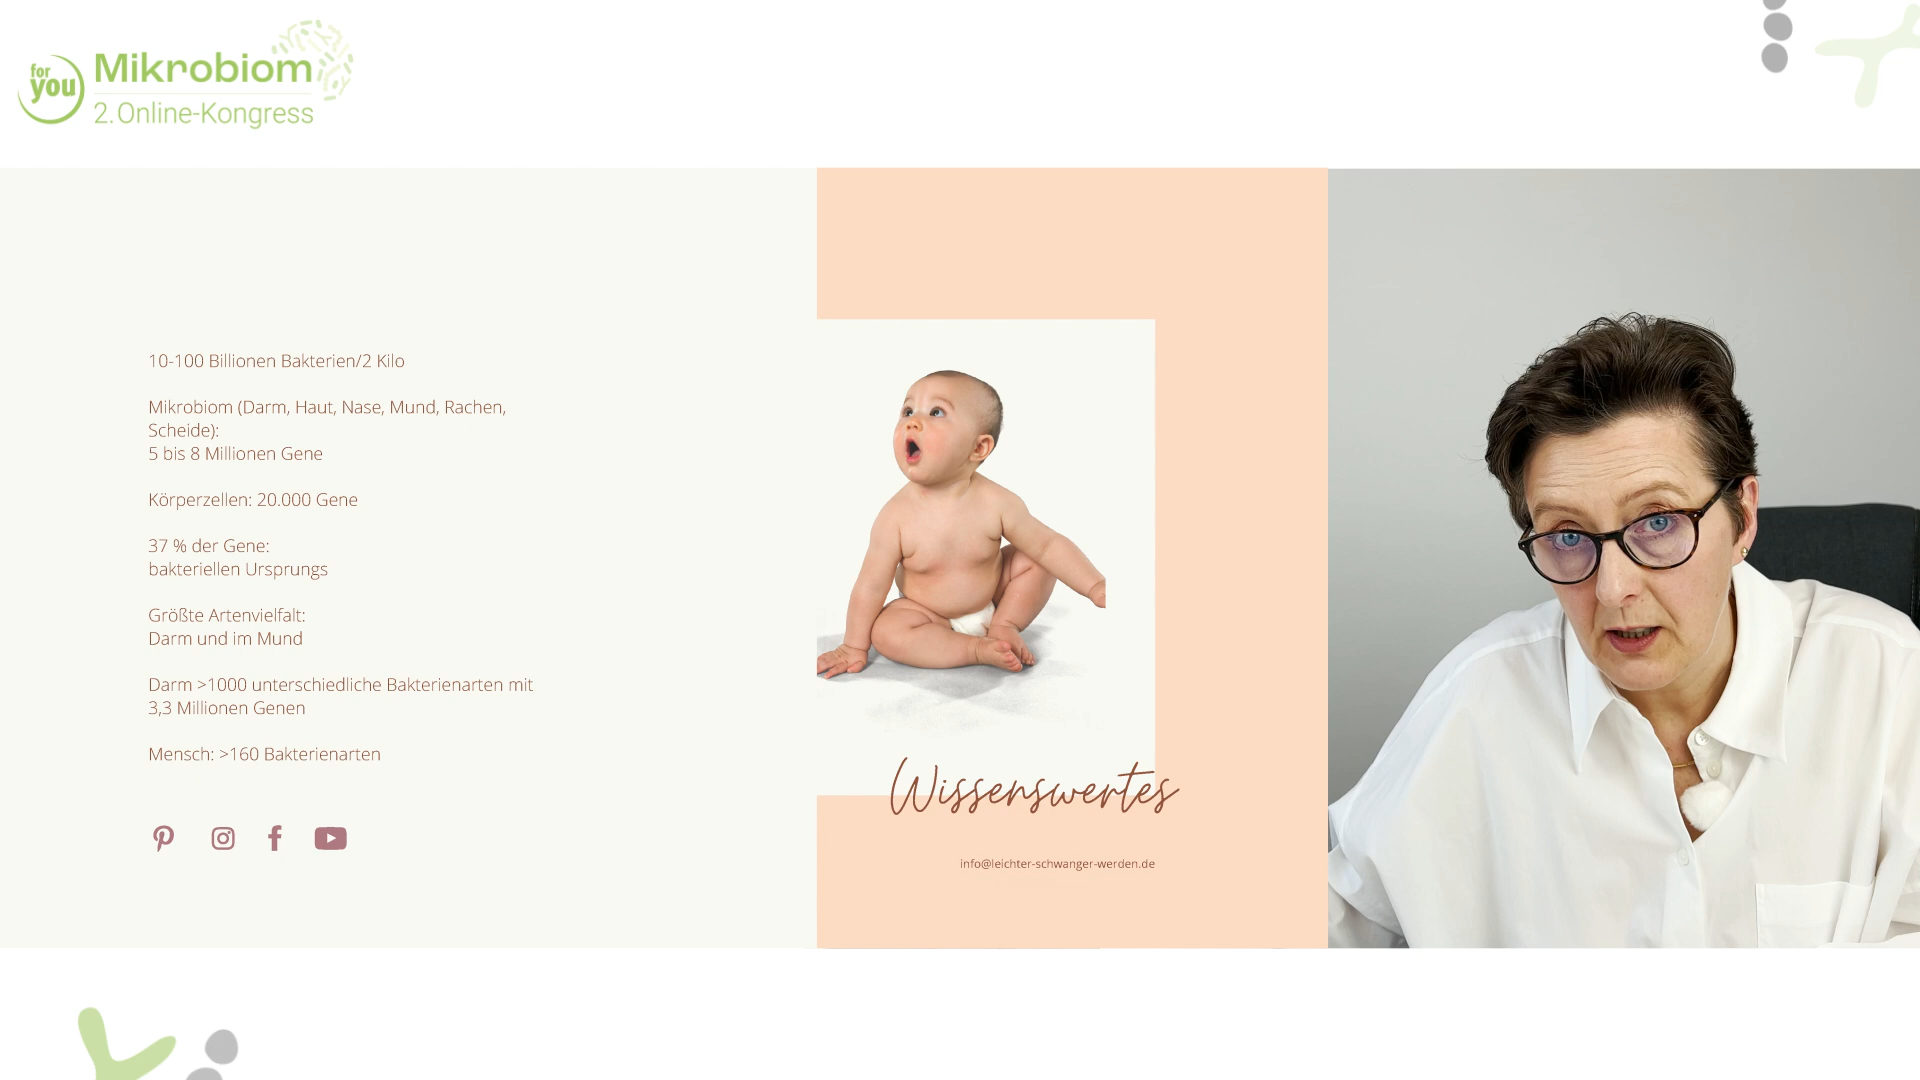 for
you
Mikrobiom
2. Online-Kongress
10-100 Billionen Bakterien/2 Kilo
Mikrobiom (Darm, Haut, Nase, Mund, Rachen,
Scheide):
5 bis 8 Millionen Gene
Körperzellen: 20.000 Gene
37 % der Gene:
bakteriellen Ursprungs
Größte Artenvielfalt:
Darm und im Mund
Darm >1000 unterschiedliche Bakterienarten mit
3,3 Millionen Genen
Mensch: >160 Bakterienarten
Wissenswertes
info@leichter-schwanger-werden.de